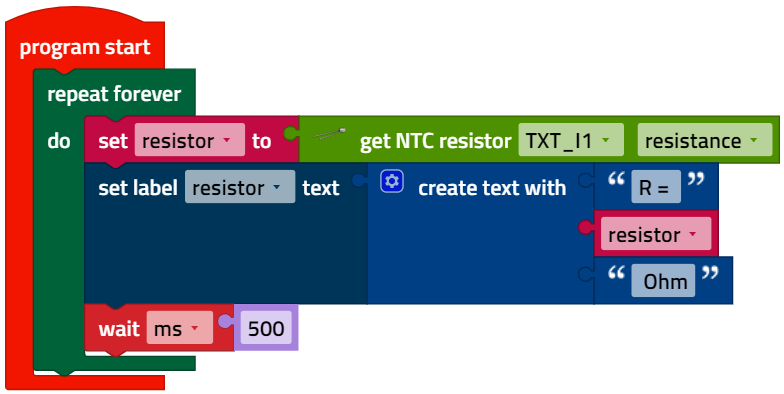 program start
repeat forever
do set resistor to get NTC resistor TXT_I1 resistance
set label resistor text create text with “ R = ”
resistor
“ Ohm ”
wait ms 500